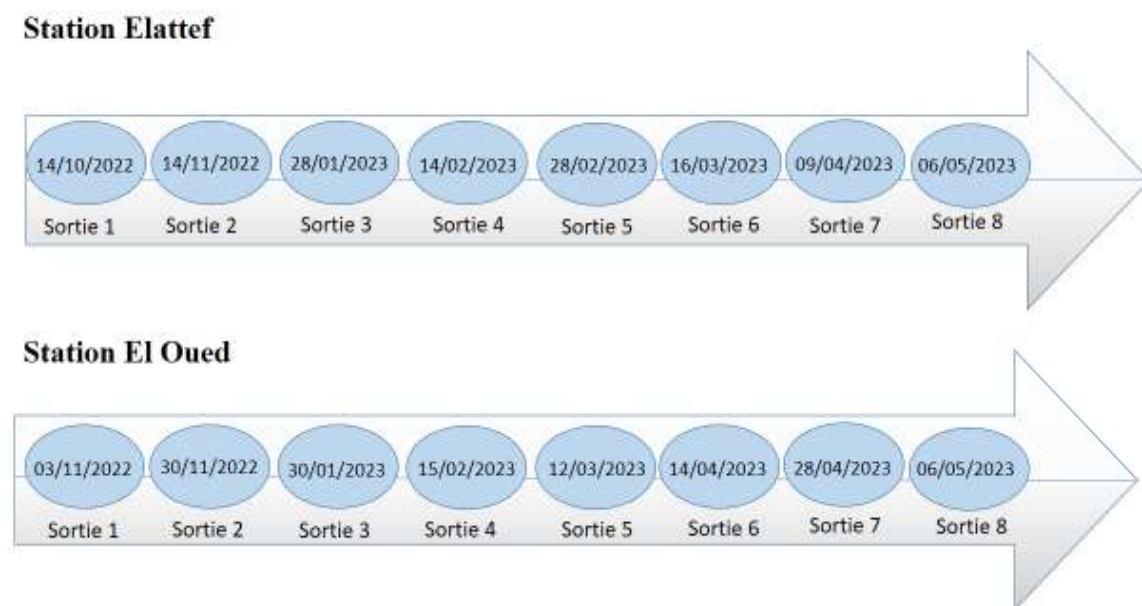 Station Elattef
14/10/2022 14/11/2022 28/01/2023 14/02/2023 28/02/2023 16/03/2023 09/04/2023 06/05/2023
Sortie 1 Sortie 2 Sortie 3 Sortie 4 Sortie 5 Sortie 6 Sortie 7 Sortie 8
Station El Oued
03/11/2022 30/11/2022 30/01/2023 15/02/2023 12/03/2023 14/04/2023 28/04/2023 06/05/2023
Sortie 1 Sortie 2 Sortie 3 Sortie 4 Sortie 5 Sortie 6 Sortie 7 Sortie 8